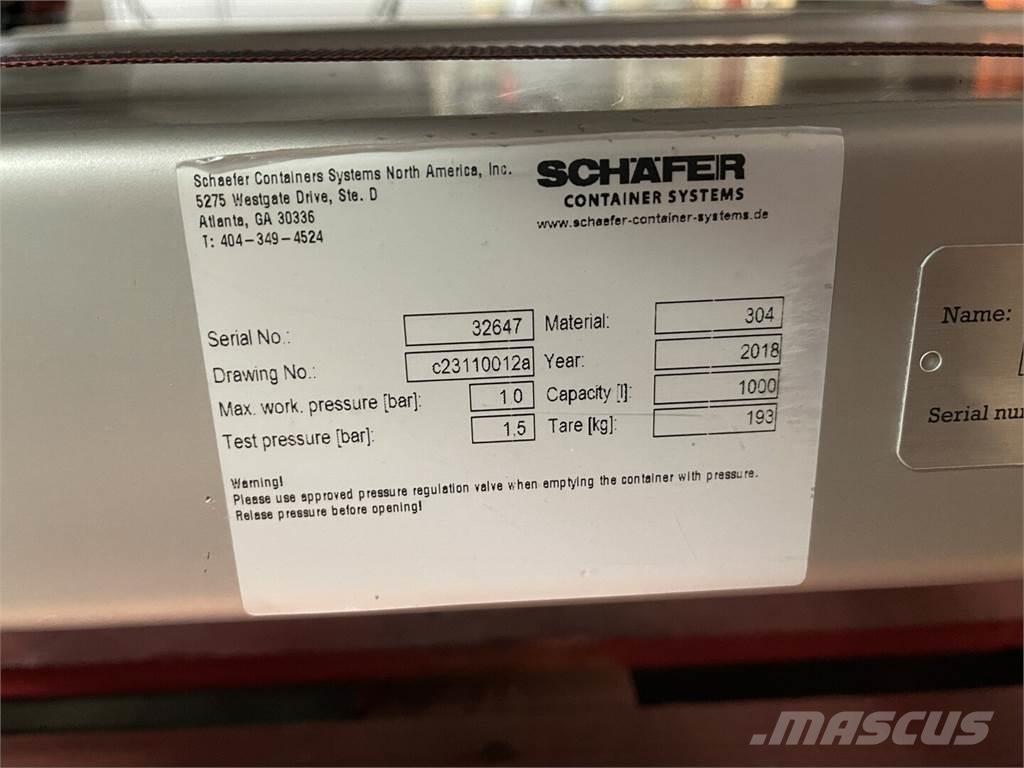 Schaefer Containers Systems North America, Inc.
5275 Westgate Drive, Ste. D
Atlanta, GA 30336
T: 404-349-4524
SCHÄFER
CONTAINER SYSTEMS
www.schaefer-container-systems.de
Serial No.: 32647 Material: 304
Drawing No.: c23110012a Year: 2018
Max. work. pressure [bar]: 1.0 Capacity [l]: 1000
Test pressure [bar]: 1,5 Tare [kg]: 193
Warning!
Please use approved pressure regulation valve when emptying the container with pressure.
Relase pressure before opening!
Name:
Serial nu
MASCUS